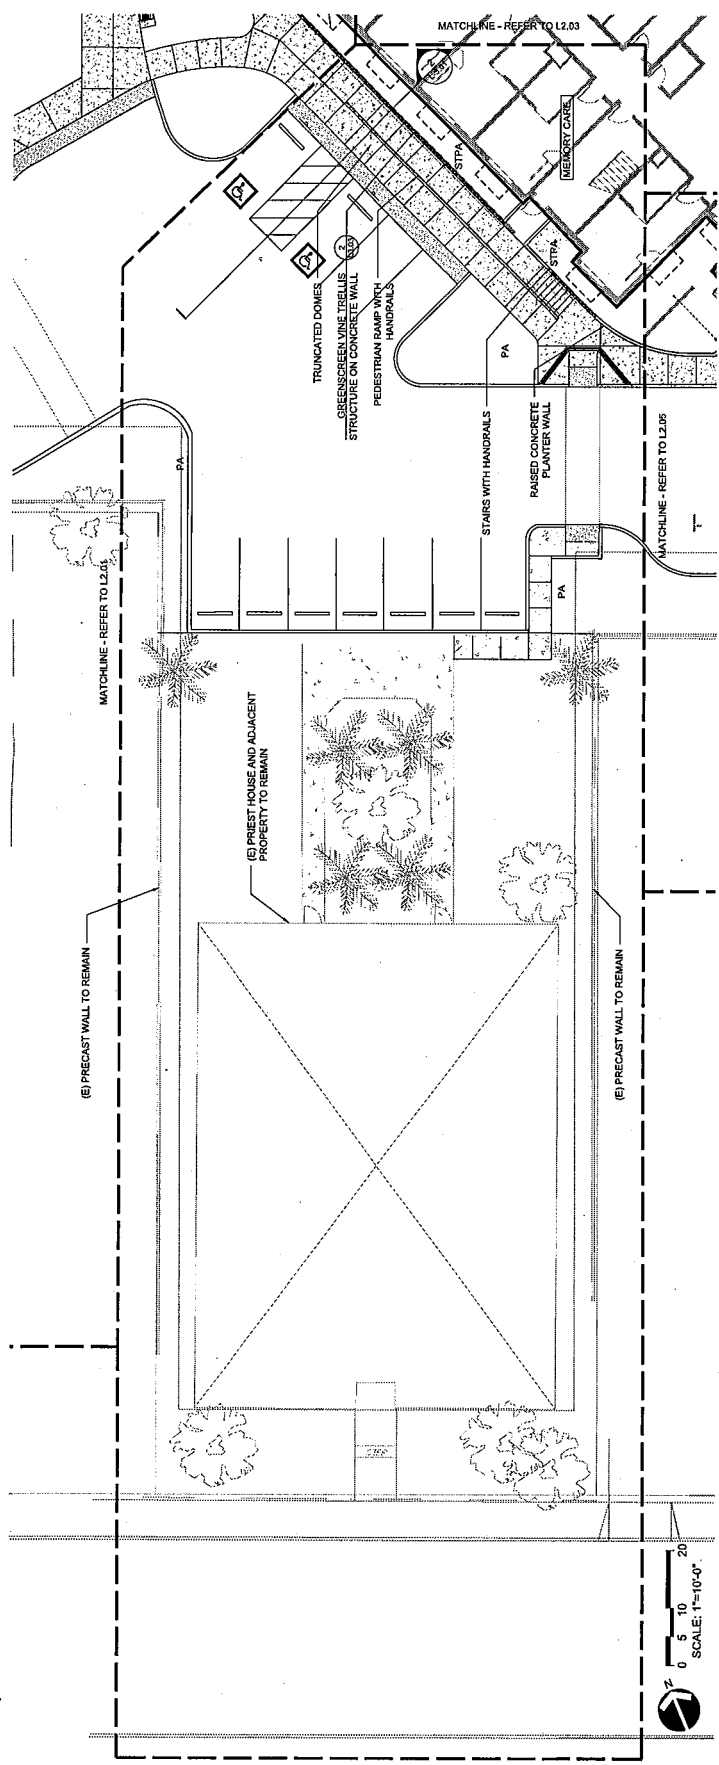 MATCHLINE - REFER TO L2.03
MEMORY CARE
STPA
STPA
TRUNCATED DOMES
GREENSCREEN VINE TRELLIS
STRUCTURE ON CONCRETE WALL
2
PEDESTRIAN RAMP WITH
HANDRAILS
PA
STAIRS WITH HANDRAILS
RAISED CONCRETE
PLANTER WALL
MATCHLINE - REFER TO L2.05
PA
PA
MATCHLINE - REFER TO L2.01
(E) PRIEST HOUSE AND ADJACENT
PROPERTY TO REMAIN
(E) PRECAST WALL TO REMAIN
(E) PRECAST WALL TO REMAIN
N
0 5 10 20
SCALE: 1"=10'-0"